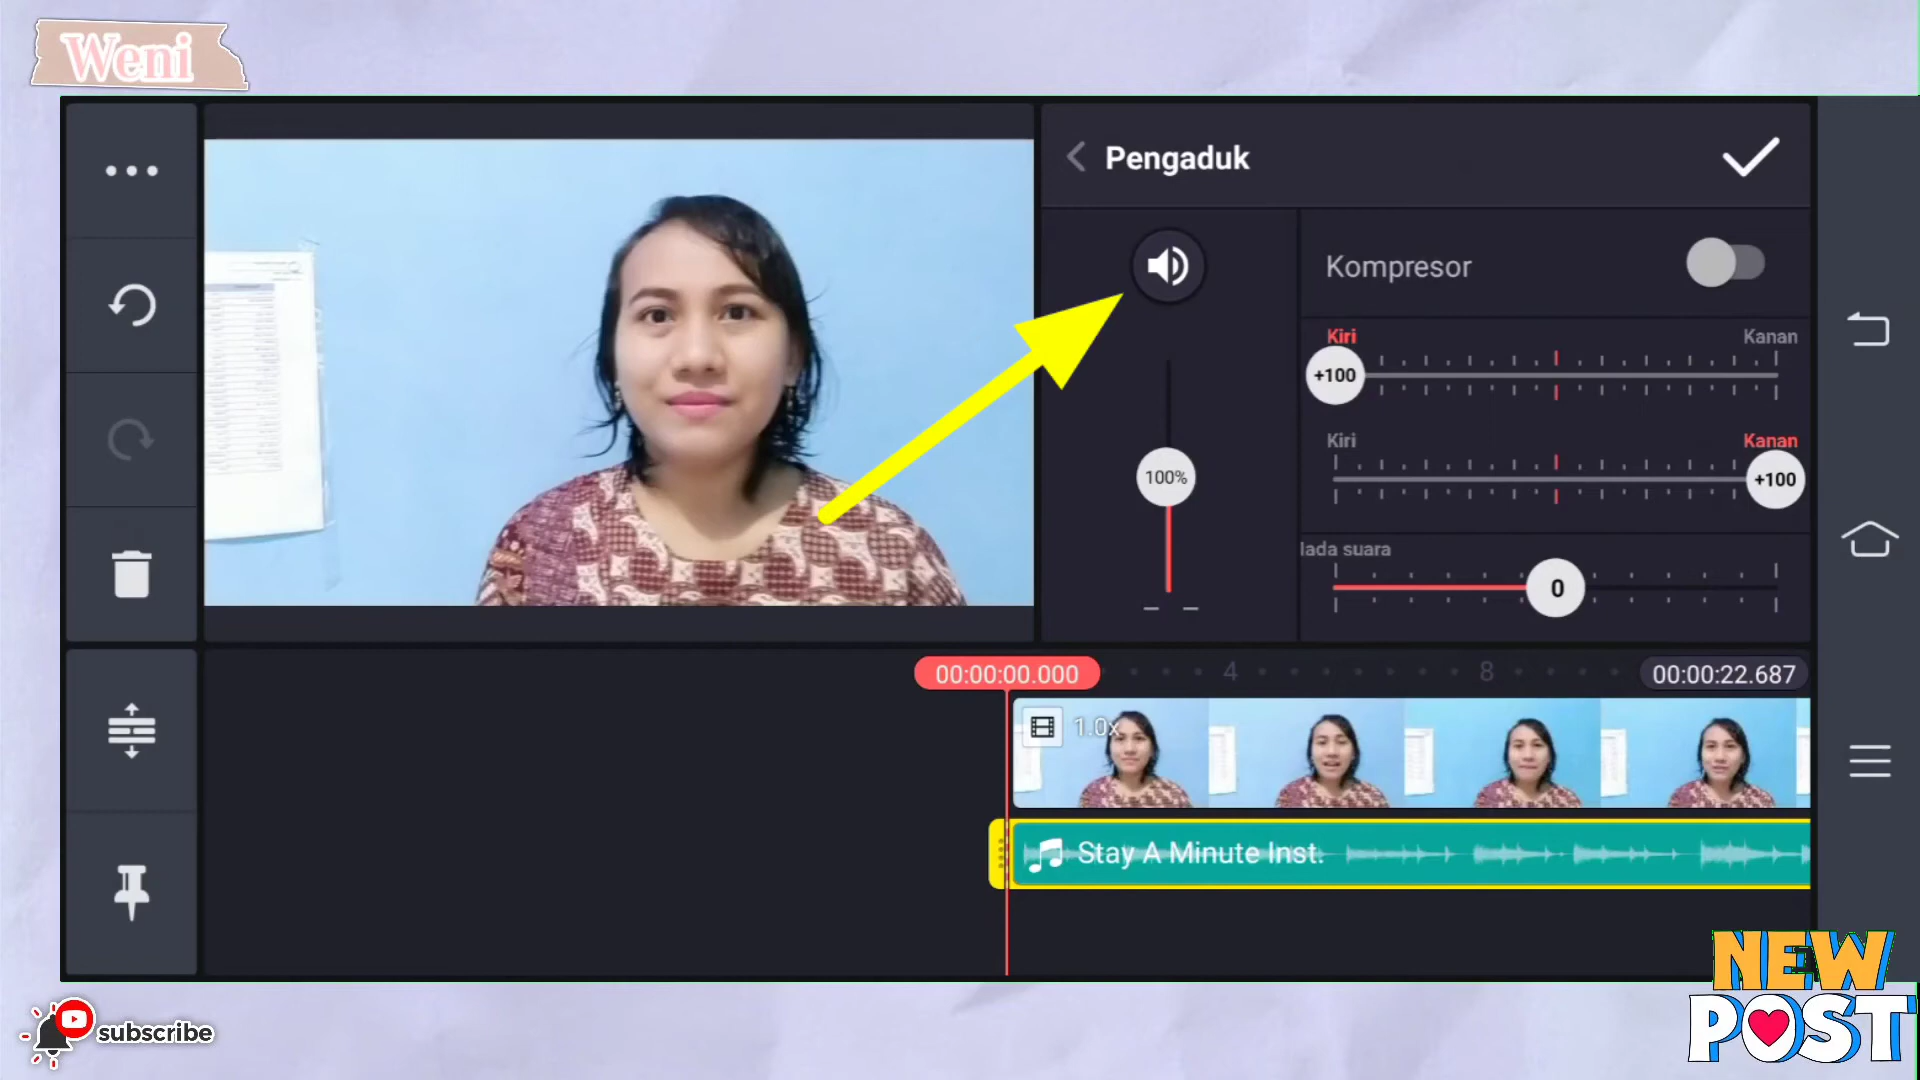 Weni
Pengaduk
Kompresor
Kiri
Kanan
+100
Kiri
Kanan
+100
100%
lada suara
0
00:00:00.000
4
8
00:00:22.687
1.0x
Stay A Minute Inst.
NEW
POST
subscribe